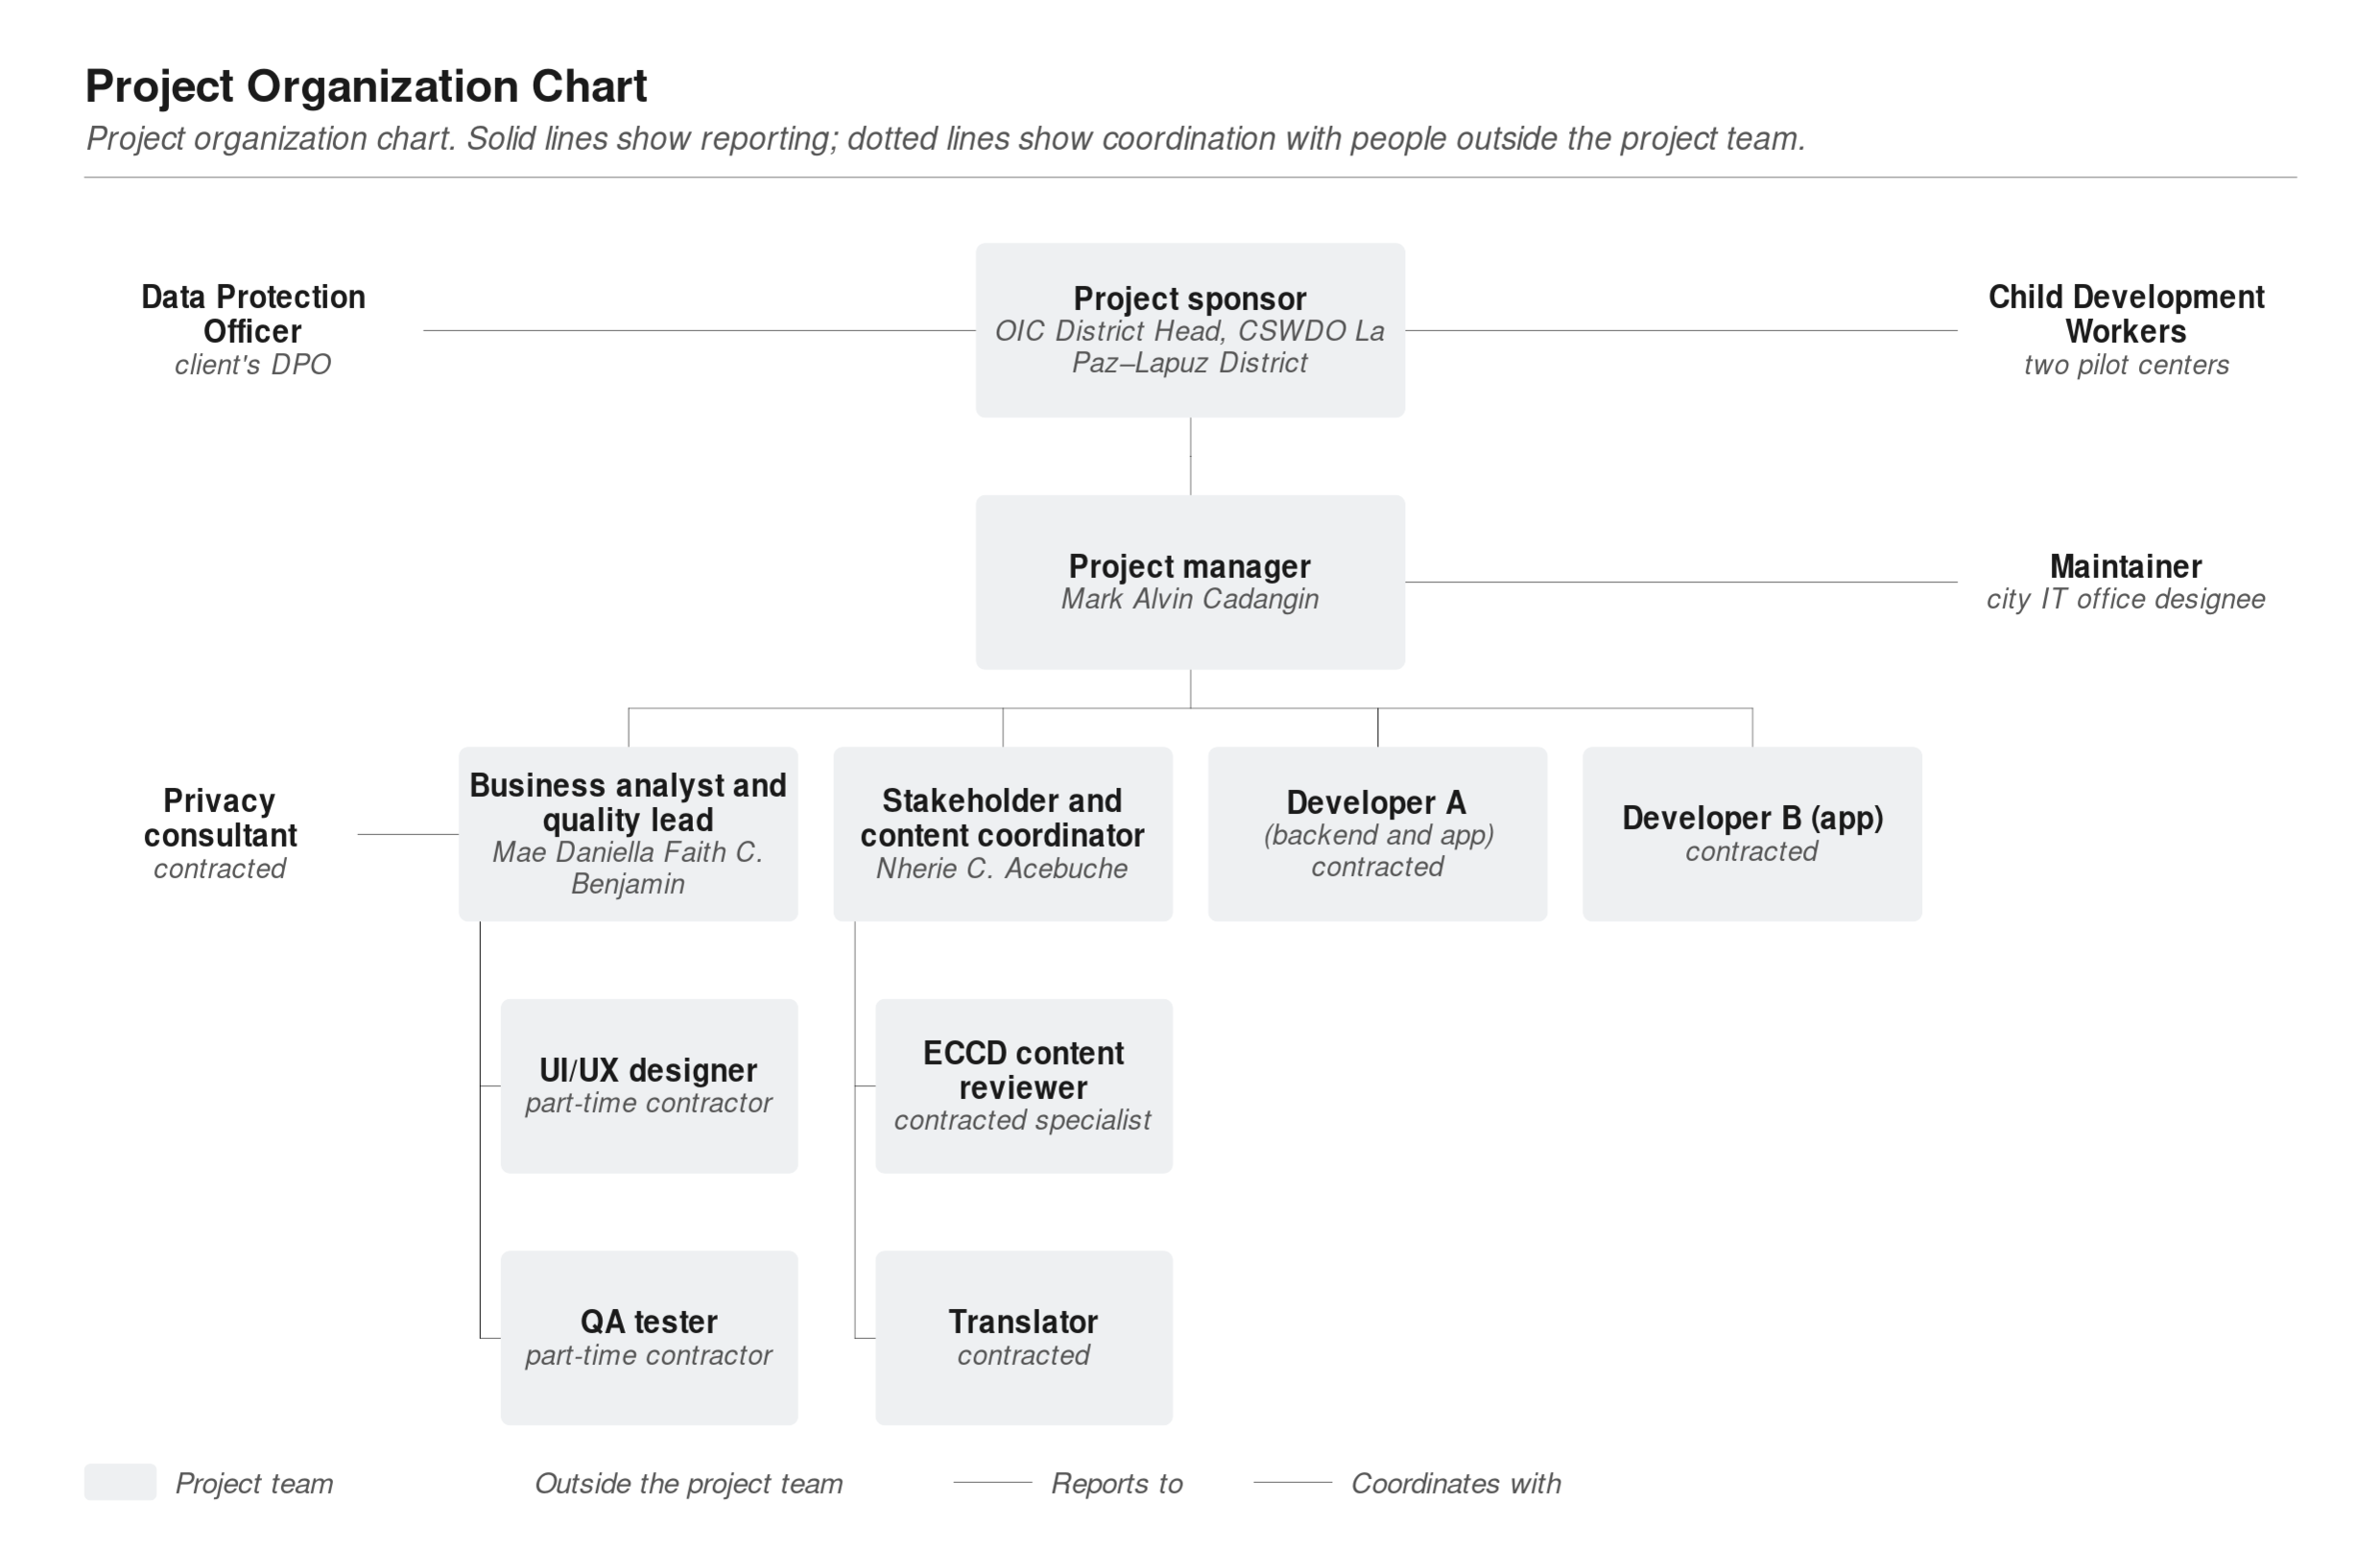 Project Organization Chart
Project organization chart. Solid lines show reporting; dotted lines show coordination with people outside the project team.
Data Protection
Officer
client's DPO
Project sponsor
OIC District Head, CSWDO La
Paz–Lapuz District
Child Development
Workers
two pilot centers
Project manager
Mark Alvin Cadangin
Maintainer
city IT office designee
Privacy
consultant
contracted
Business analyst and
quality lead
Mae Daniella Faith C.
Benjamin
Stakeholder and
content coordinator
Nherie C. Acebuche
Developer A
(backend and app)
contracted
Developer B (app)
contracted
UI/UX designer
part-time contractor
ECCD content
reviewer
contracted specialist
QA tester
part-time contractor
Translator
contracted
Project team
Outside the project team
Reports to
Coordinates with